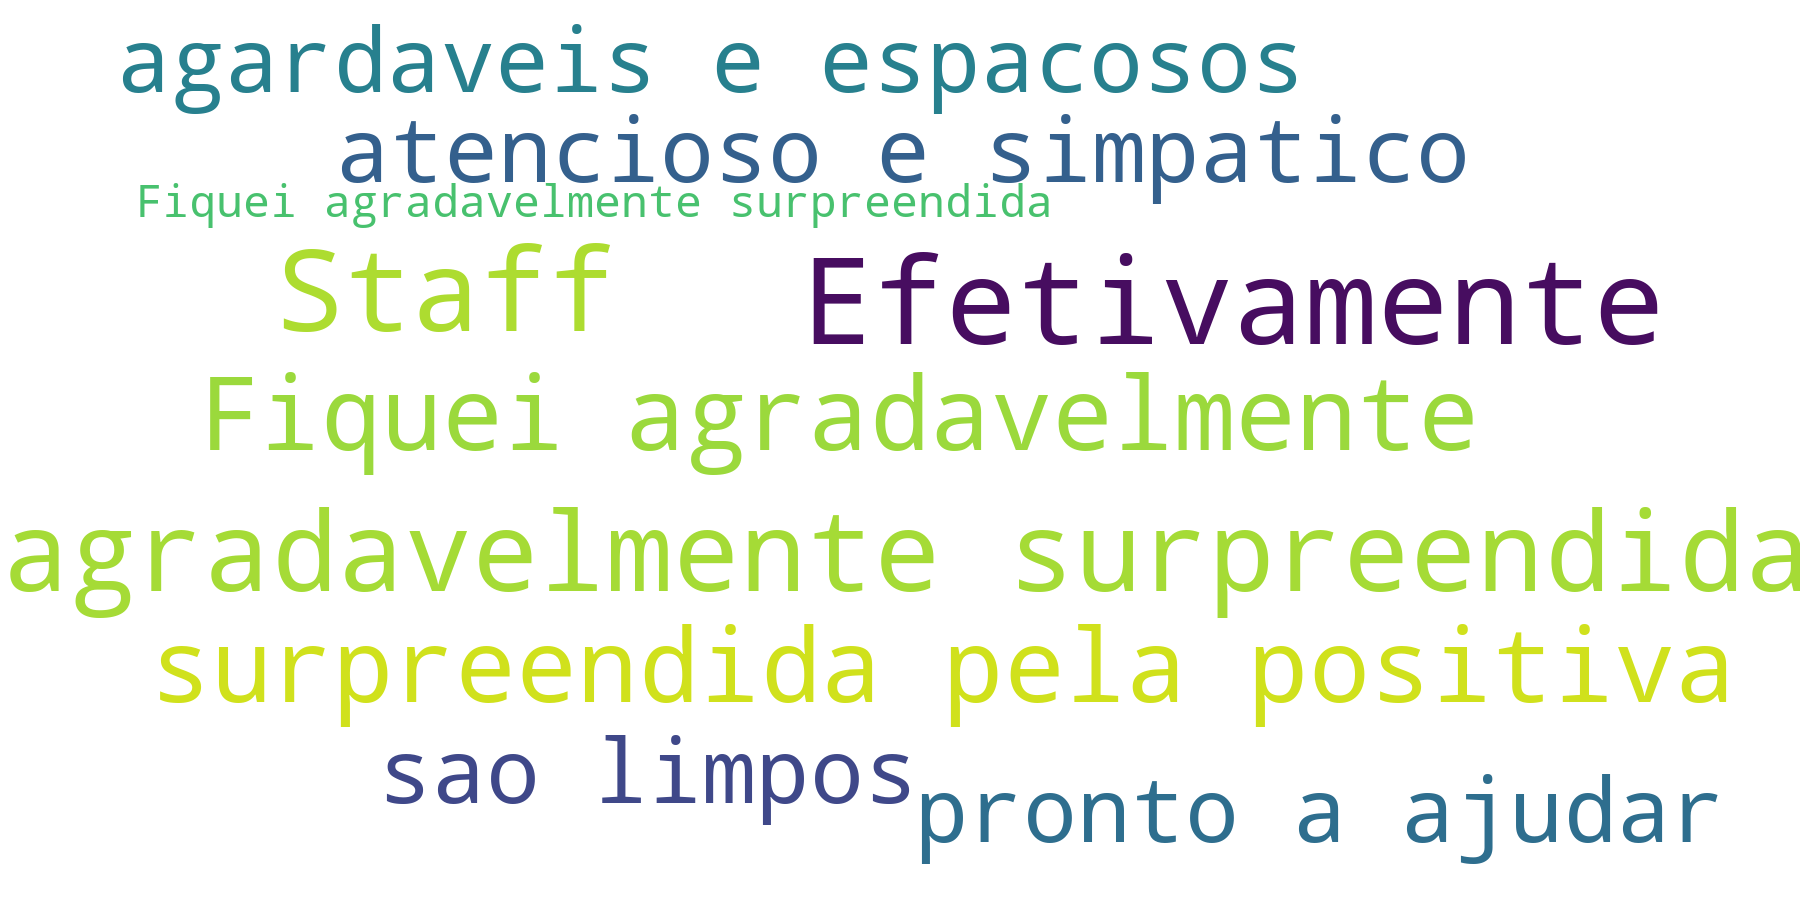 agardaveis e espacosos
atencioso e simpatico
Fiquei agradavelmente surpreendida
Staff
Efetivamente
Fiquei agradavelmente
agradavelmente surpreendida
surpreendida pela positiva
sao limpos
pronto a ajudar